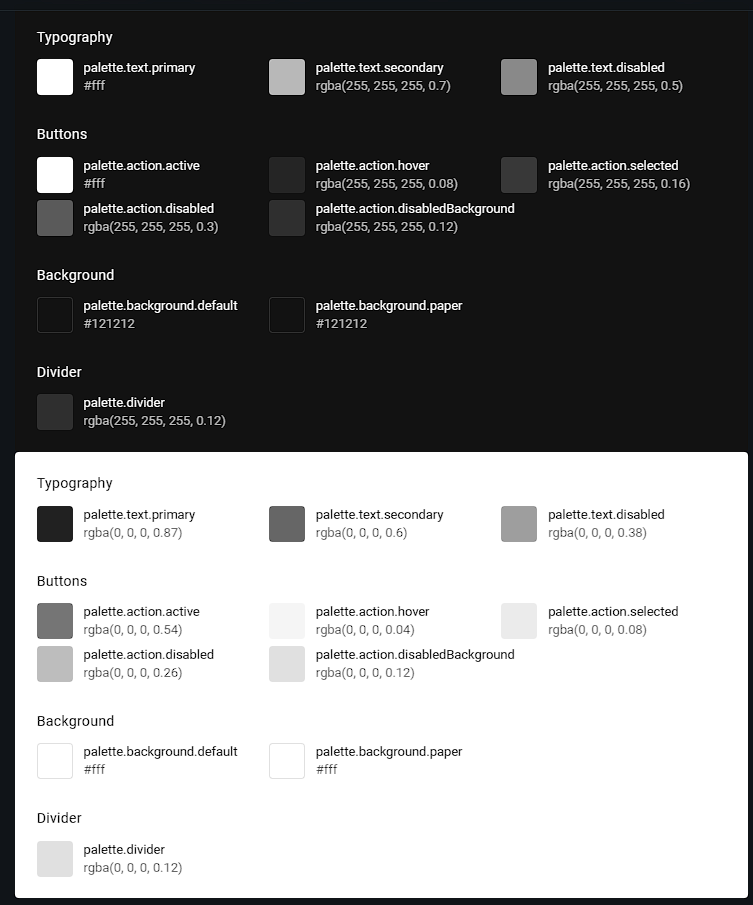 Typography
palette.text.primary
#fff
palette.text.secondary
rgba(255, 255, 255, 0.7)
palette.text.disabled
rgba(255, 255, 255, 0.5)
Buttons
palette.action.active
#fff
palette.action.hover
rgba(255, 255, 255, 0.08)
palette.action.selected
rgba(255, 255, 255, 0.16)
palette.action.disabled
rgba(255, 255, 255, 0.3)
palette.action.disabledBackground
rgba(255, 255, 255, 0.12)
Background
palette.background.default
#121212
palette.background.paper
#121212
Divider
palette.divider
rgba(255, 255, 255, 0.12)
Typography
palette.text.primary
rgba(0, 0, 0, 0.87)
palette.text.secondary
rgba(0, 0, 0, 0.6)
palette.text.disabled
rgba(0, 0, 0, 0.38)
Buttons
palette.action.active
rgba(0, 0, 0, 0.54)
palette.action.hover
rgba(0, 0, 0, 0.04)
palette.action.selected
rgba(0, 0, 0, 0.08)
palette.action.disabled
rgba(0, 0, 0, 0.26)
palette.action.disabledBackground
rgba(0, 0, 0, 0.12)
Background
palette.background.default
#fff
palette.background.paper
#fff
Divider
palette.divider
rgba(0, 0, 0, 0.12)